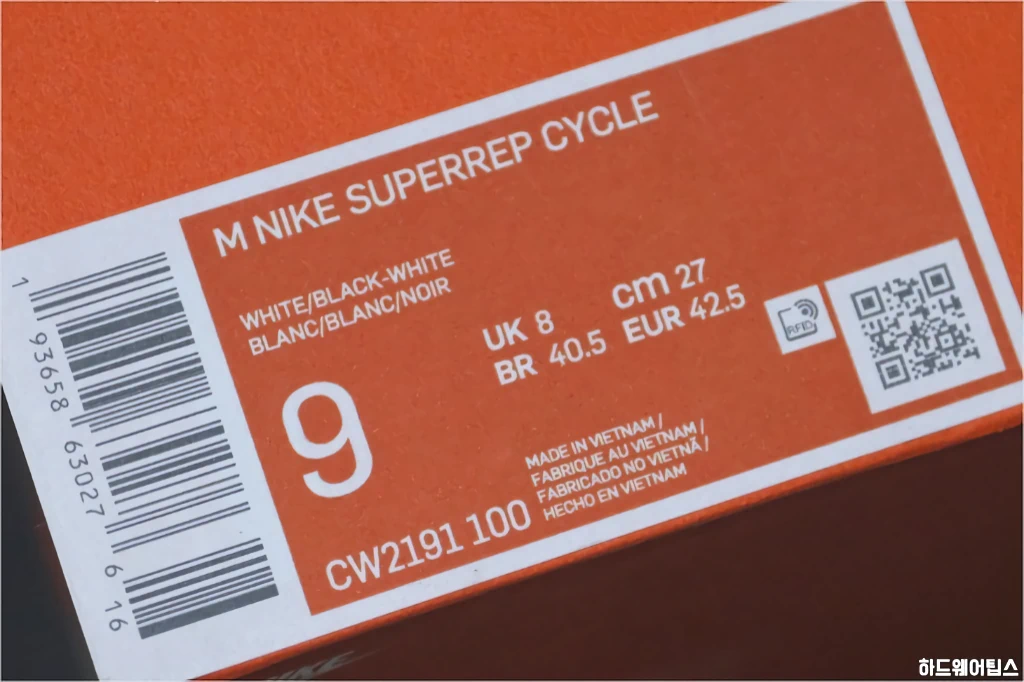 M NIKE SUPERREP CYCLE
WHITE/BLACK-WHITE
BLANC/BLANC/NOIR
UK 8
cm 27
BR 40.5
EUR 42.5
RFID
9
MADE IN VIETNAM /
FABRIQUE AU VIETNAM /
FABRICADO NO VIETNÃ /
HECHO EN VIETNAM
CW2191 100
1 93658 63027 6 16
NIKE
하드웨어팁스